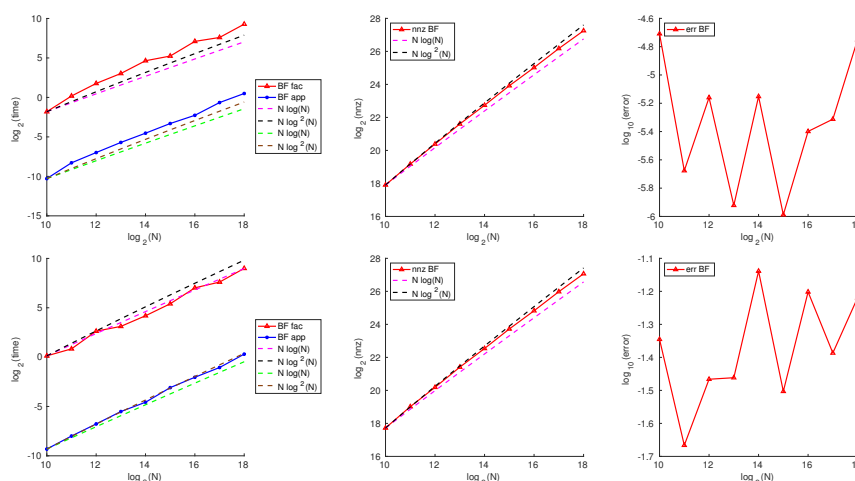 10
5
0
-5
-10
-15
log 2 (time)
10 12 14 16 18
log 2 (N)
BF fac
BF app
N log(N)
N log 2 (N)
N log(N)
N log 2 (N)
28
26
24
22
20
18
16
log 2 (nnz)
10 12 14 16 18
log 2 (N)
nnz BF
N log(N)
N log 2 (N)
-4.6
-4.8
-5
-5.2
-5.4
-5.6
-5.8
-6
log 10 (error)
10 12 14 16 18
log 2 (N)
err BF
10
5
0
-5
-10
log 2 (time)
10 12 14 16 18
BF fac
BF app
N log(N)
N log 2 (N)
N log(N)
N log 2 (N)
28
26
24
22
20
18
16
log 2 (nnz)
10 12 14 16 18
nnz BF
N log(N)
N log 2 (N)
-1.1
-1.2
-1.3
-1.4
-1.5
-1.6
-1.7
log 10 (error)
10 12 14 16 18
err BF